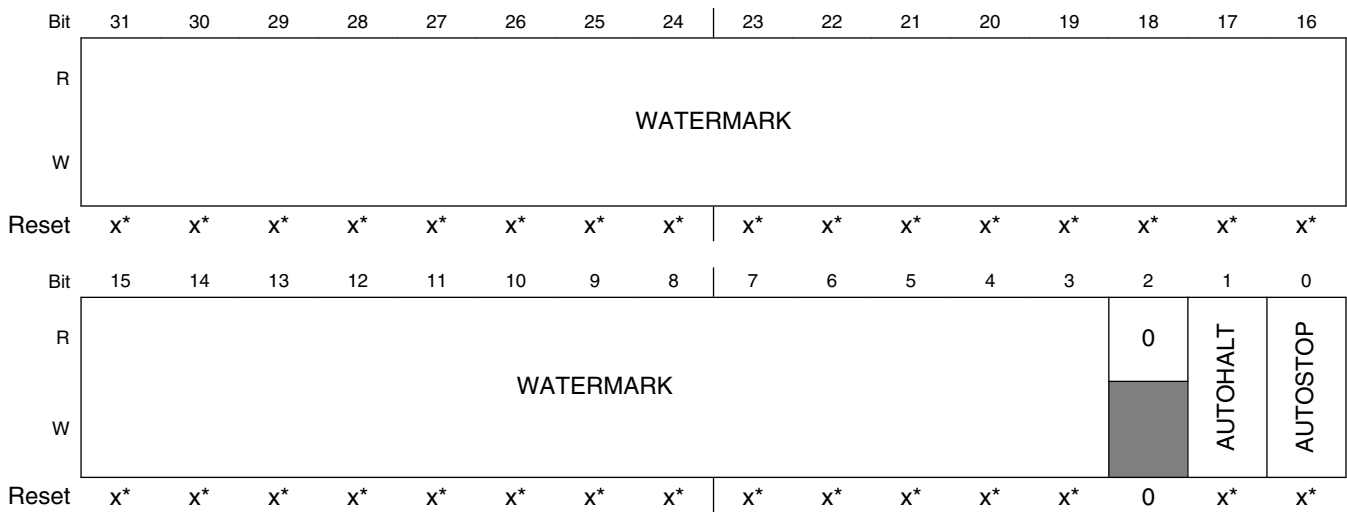 Bit 31 30 29 28 27 26 25 24 23 22 21 20 19 18 17 16
R
WATERMARK
W
Reset x* x* x* x* x* x* x* x* x* x* x* x* x* x* x* x*
Bit 15 14 13 12 11 10 9 8 7 6 5 4 3 2 1 0
R 0
WATERMARK AUTOHALT AUTOSTOP
W
Reset x* x* x* x* x* x* x* x* x* x* x* x* x* 0 x* x*